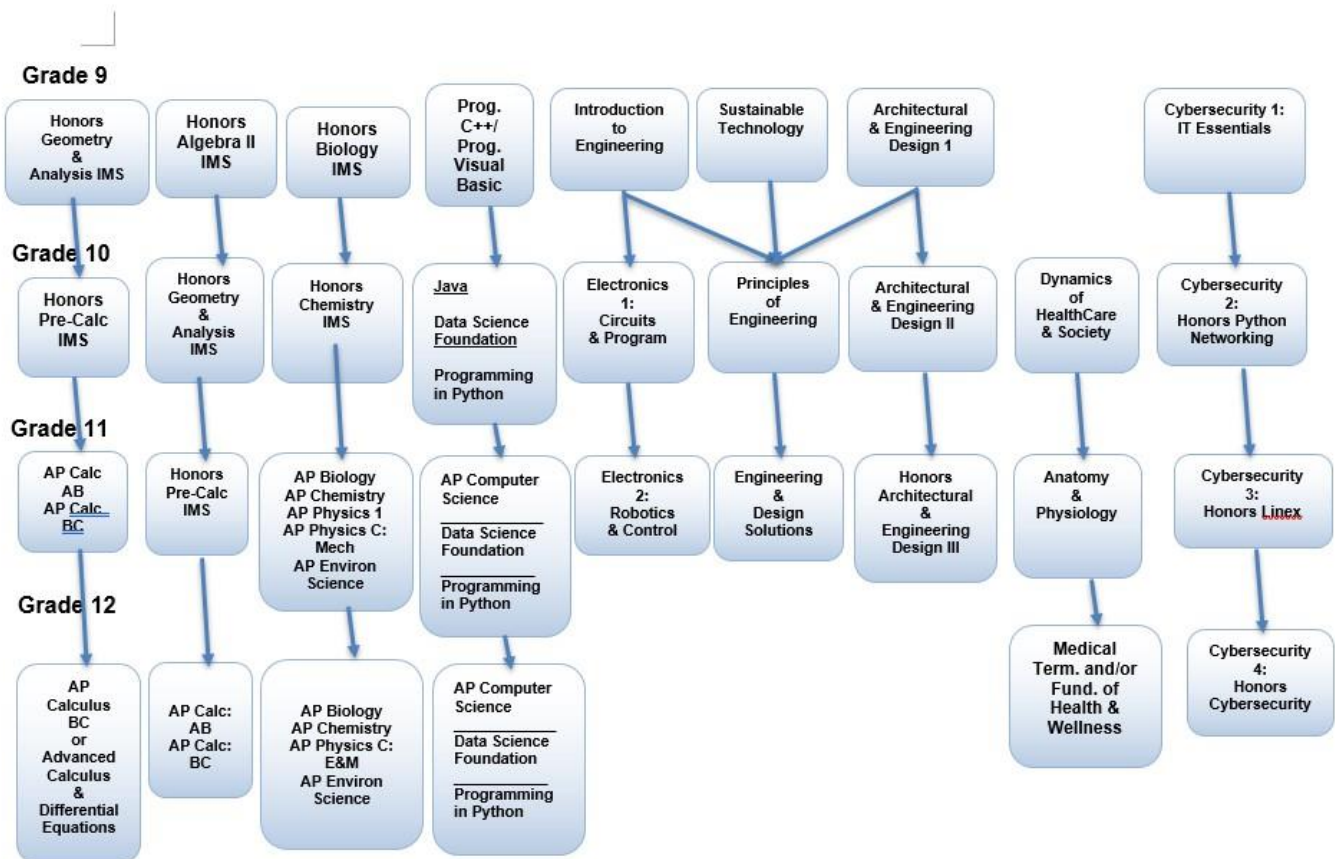 Grade 9
Honors
Geometry
&
Analysis IMS
Honors
Algebra II
IMS
Honors
Biology
IMS
Prog.
C++/
Prog.
Visual
Basic
Introduction
to
Engineering
Sustainable
Technology
Architectural
& Engineering
Design 1
Cybersecurity 1:
IT Essentials
Grade 10
Honors
Pre-Calc
IMS
Honors
Geometry
&
Analysis
IMS
Honors
Chemistry
IMS
Java
Data Science
Foundation
Programming
in Python
Electronics
1:
Circuits
& Program
Principles
of
Engineering
Architectural
& Engineering
Design II
Dynamics
of
HealthCare
& Society
Cybersecurity
2:
Honors Python
Networking
Grade 11
AP Calc
AB
AP Calc
BC
Honors
Pre-Calc
IMS
AP Biology
AP Chemistry
AP Physics 1
AP Physics C:
Mech
AP Environ
Science
AP Computer
Science
Data Science
Foundation
Programming
in Python
Electronics
2:
Robotics
& Control
Engineering
&
Design
Solutions
Honors
Architectural
&
Engineering
Design III
Anatomy
&
Physiology
Cybersecurity
3:
Honors Linex
Grade 12
AP
Calculus
BC
or
Advanced
Calculus
&
Differential
Equations
AP Calc:
AB
AP Calc:
BC
AP Biology
AP Chemistry
AP Physics C:
E&M
AP Environ
Science
AP Computer
Science
Data Science
Foundation
Programming
in Python
Medical
Term. and/or
Fund. of
Health &
Wellness
Cybersecurity
4:
Honors
Cybersecurity